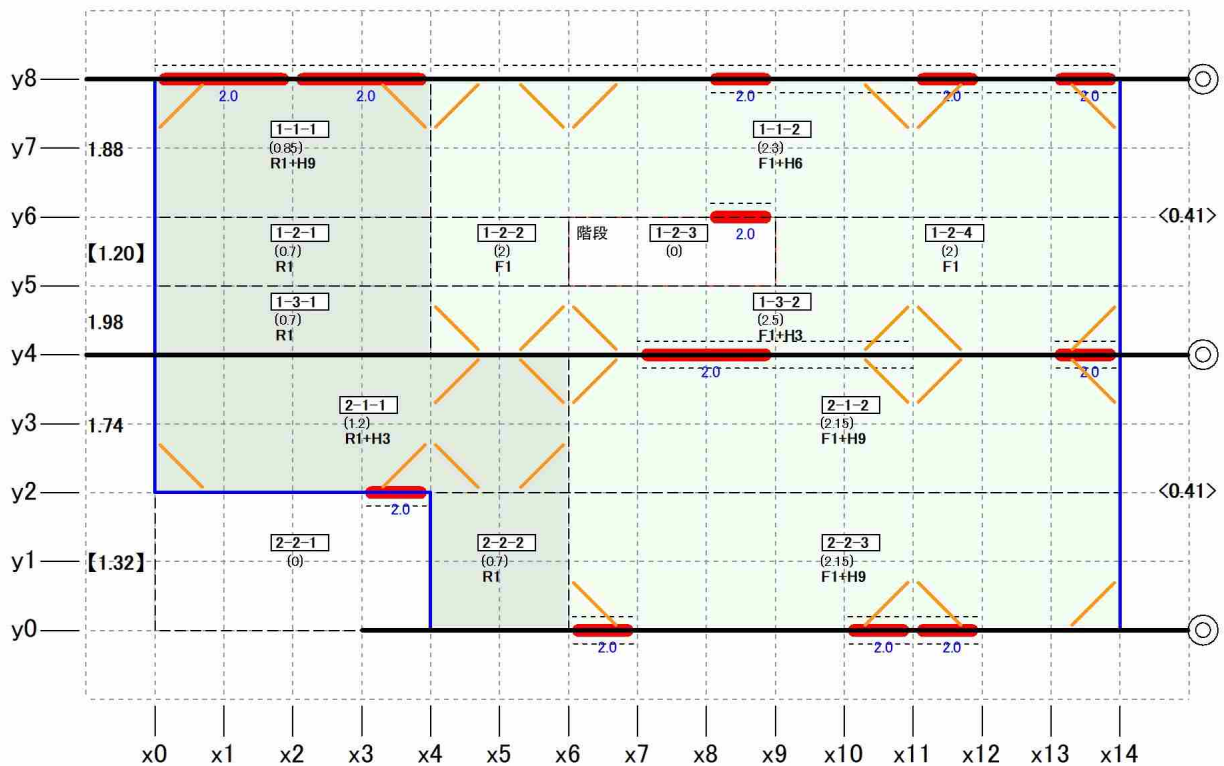 y8
2.0 2.0 2.0 2.0 2.0
1-1-1
(0.85)
R1+H9
1-1-2
(2.3)
F1+H6
y7
1.88
y6
<0.41>
1-2-1
(0.7)
R1
1-2-2
(2)
F1
階段
1-2-3
(0)
2.0
1-2-4
(2)
F1
【1.20】
y5
1-3-1
(0.7)
R1
1-3-2
(2.5)
F1+H3
1.98
y4
2.0 2.0
2-1-1
(1.2)
R1+H3
2-1-2
(2.15)
F1+H9
y3
1.74
y2
<0.41>
2.0
2-2-1
(0)
2-2-2
(0.7)
R1
2-2-3
(2.15)
F1+H9
y1
【1.32】
y0
2.0 2.0 2.0
x0 x1 x2 x3 x4 x5 x6 x7 x8 x9 x10 x11 x12 x13 x14